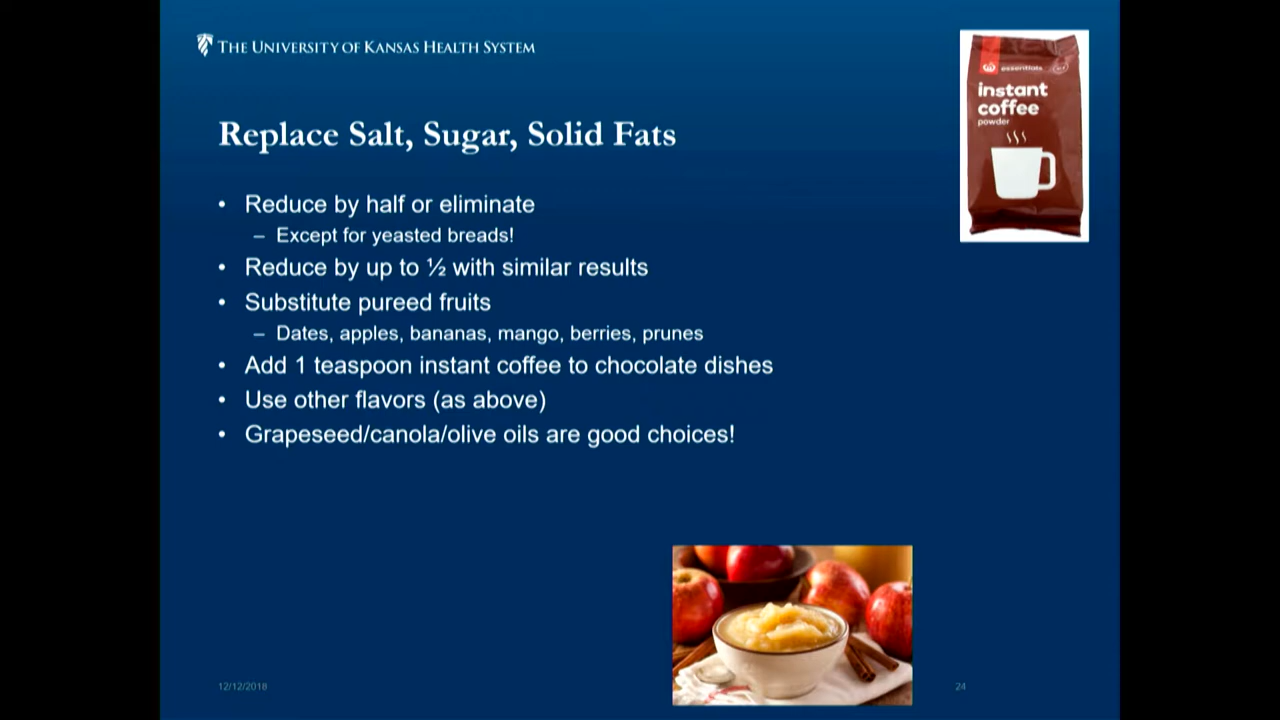 THE UNIVERSITY OF KANSAS HEALTH SYSTEM
essentials
instant
coffee
powder
Replace Salt, Sugar, Solid Fats
• Reduce by half or eliminate
– Except for yeasted breads!
• Reduce by up to ½ with similar results
• Substitute pureed fruits
– Dates, apples, bananas, mango, berries, prunes
• Add 1 teaspoon instant coffee to chocolate dishes
• Use other flavors (as above)
• Grapeseed/canola/olive oils are good choices!
12/12/2018
24